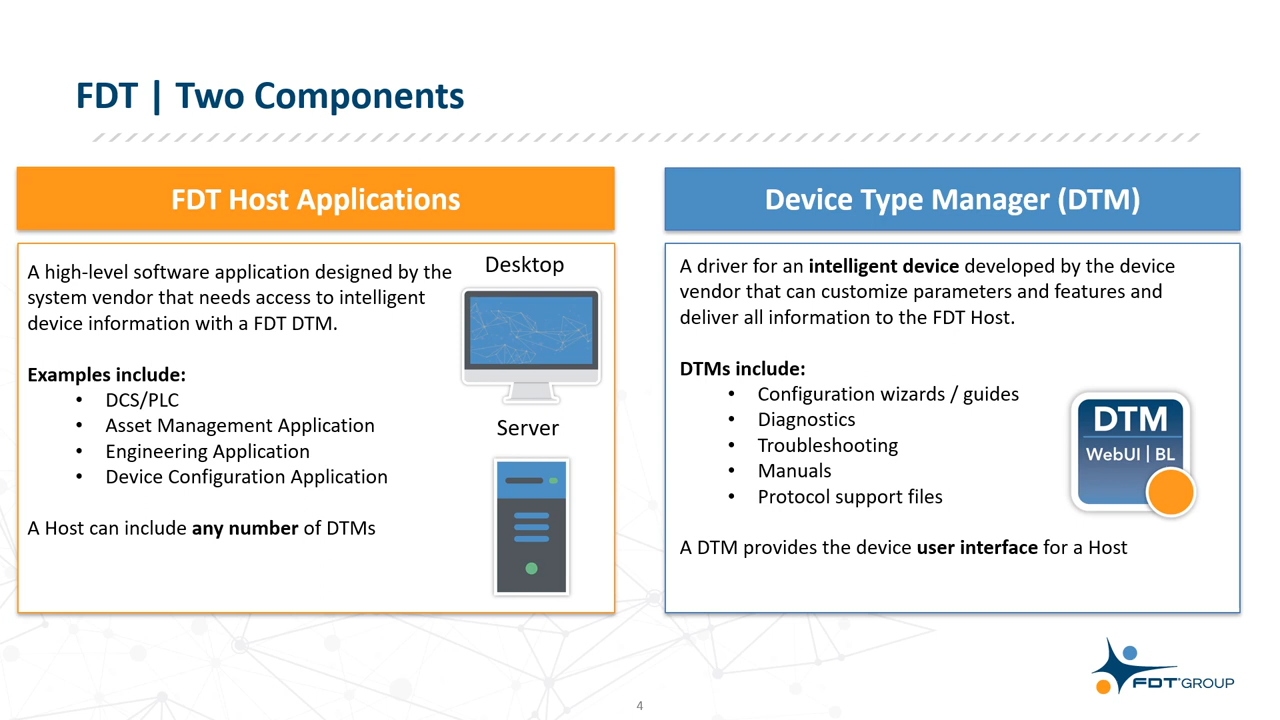 FDT | Two Components
FDT Host Applications
A high-level software application designed by the
system vendor that needs access to intelligent
device information with a FDT DTM.
Examples include:
• DCS/PLC
• Asset Management Application
• Engineering Application
• Device Configuration Application
A Host can include any number of DTMs
Desktop
Server
Device Type Manager (DTM)
A driver for an intelligent device developed by the device
vendor that can customize parameters and features and
deliver all information to the FDT Host.
DTMs include:
• Configuration wizards / guides
• Diagnostics
• Troubleshooting
• Manuals
• Protocol support files
A DTM provides the device user interface for a Host
DTM
WebUI | BL
FDT® GROUP
4